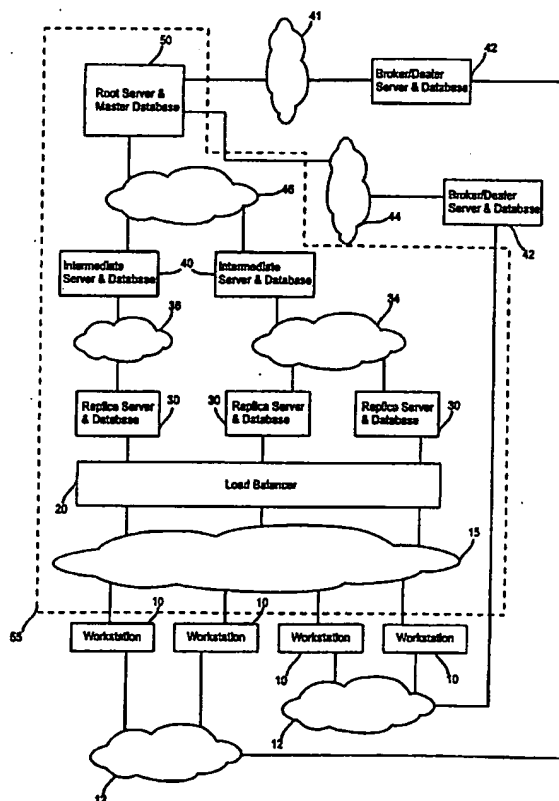 41
50
42
Root Server &
Master Database
Broker/Dealer
Server & Database
44
46
Broker/Dealer
Server & Database
42
Intermediate
Server & Database
40
Intermediate
Server & Database
36
34
Replica Server
& Database
30
30
Replica Server
& Database
Replica Server
& Database
30
20
Load Balancer
15
55
10
10
10
10
Workstation
Workstation
Workstation
Workstation
12
12